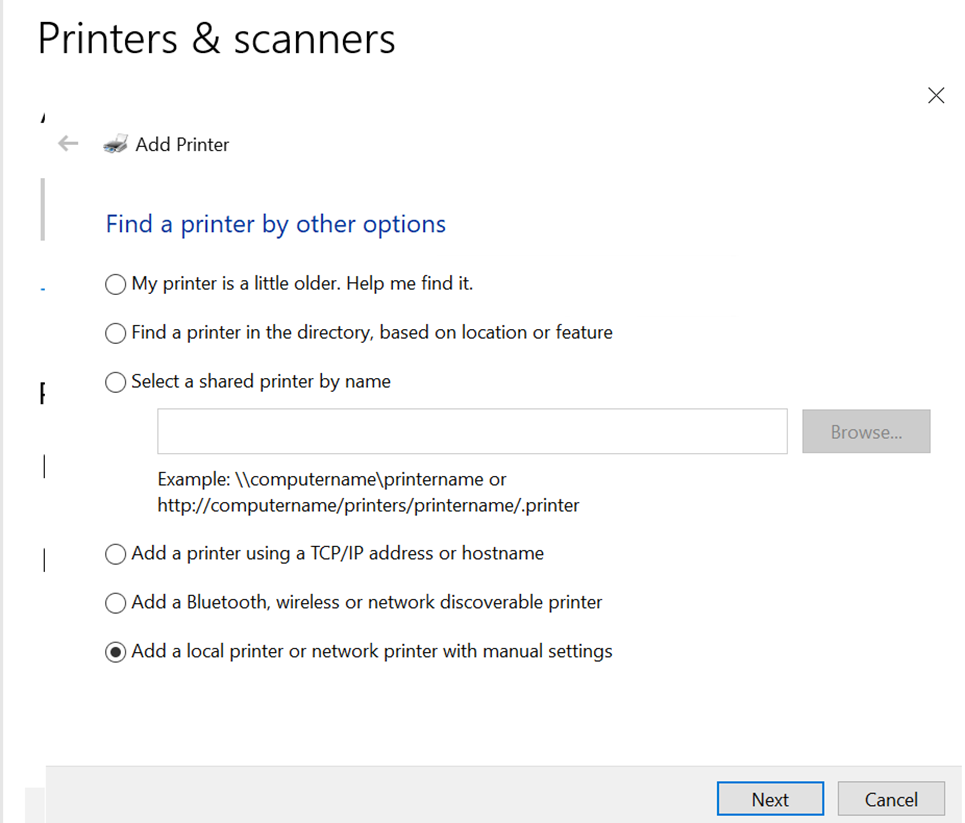 Printers & scanners
Add Printer
Find a printer by other options
My printer is a little older. Help me find it.
Find a printer in the directory, based on location or feature
Select a shared printer by name
Browse...
Example: \\computername\printername or
http://computername/printers/printername/.printer
Add a printer using a TCP/IP address or hostname
Add a Bluetooth, wireless or network discoverable printer
Add a local printer or network printer with manual settings
Next
Cancel